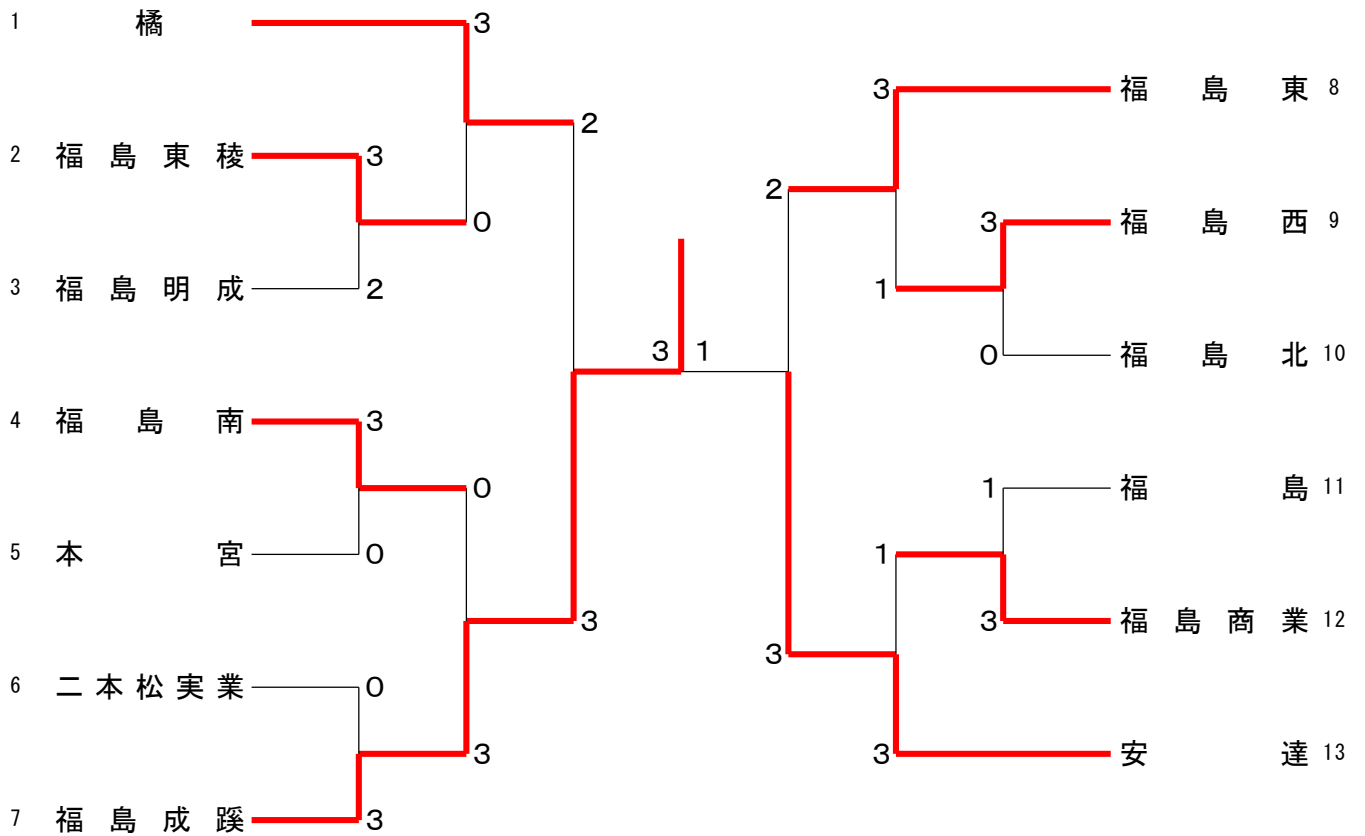 1 橘 3
3 福島東 8
2
2 福島東稜 3
2
0
3 福島西 9
3 福島明成 2
1
3 1
0 福島北 10
4 福島南 3
0
1 福島 11
5 本宮 0
1
3
3 福島商業 12
3
6 二本松実業 0
3
3 安達 13
7 福島成蹊 3